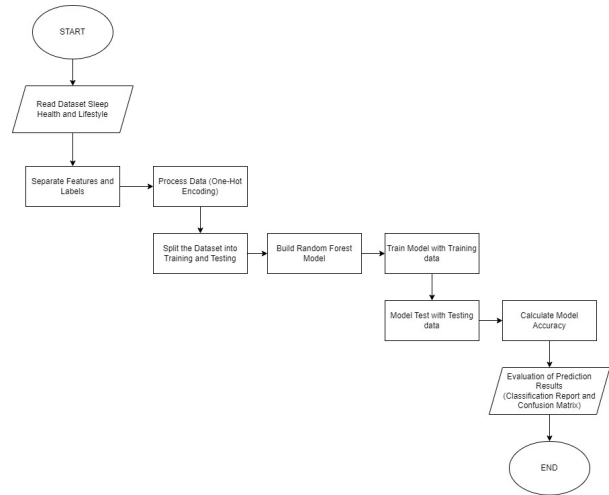 START
Read Dataset Sleep
Health and Lifestyle
Separate Features and
Labels
Process Data (One-Hot
Encoding)
Split the Dataset into
Training and Testing
Build Random Forest
Model
Train Model with Training
data
Model Test with Testing
data
Calculate Model
Accuracy
Evaluation of Prediction
Results
(Classification Report and
Confusion Matrix)
END